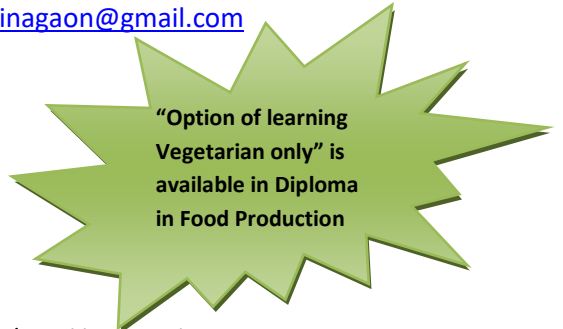 inagaon@gmail.com
“Option of learning
Vegetarian only” is
available in Diploma
in Food Production